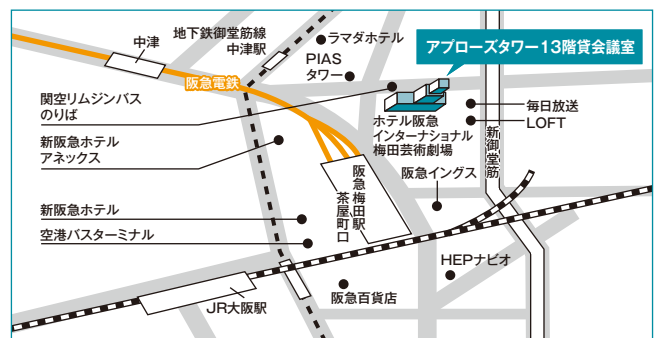 中津
地下鉄御堂筋線
中津駅
ラマダホテル
PIAS
タワー
アプローズタワー13階貸会議室
阪急電鉄
関空リムジンバス
のりば
毎日放送
LOFT
ホテル阪急
インターナショナル
梅田芸術劇場
新御堂筋
新阪急ホテル
アネックス
阪急イングス
阪急梅田駅
茶屋町口
新阪急ホテル
空港バスターミナル
HEPナビオ
JR大阪駅
阪急百貨店